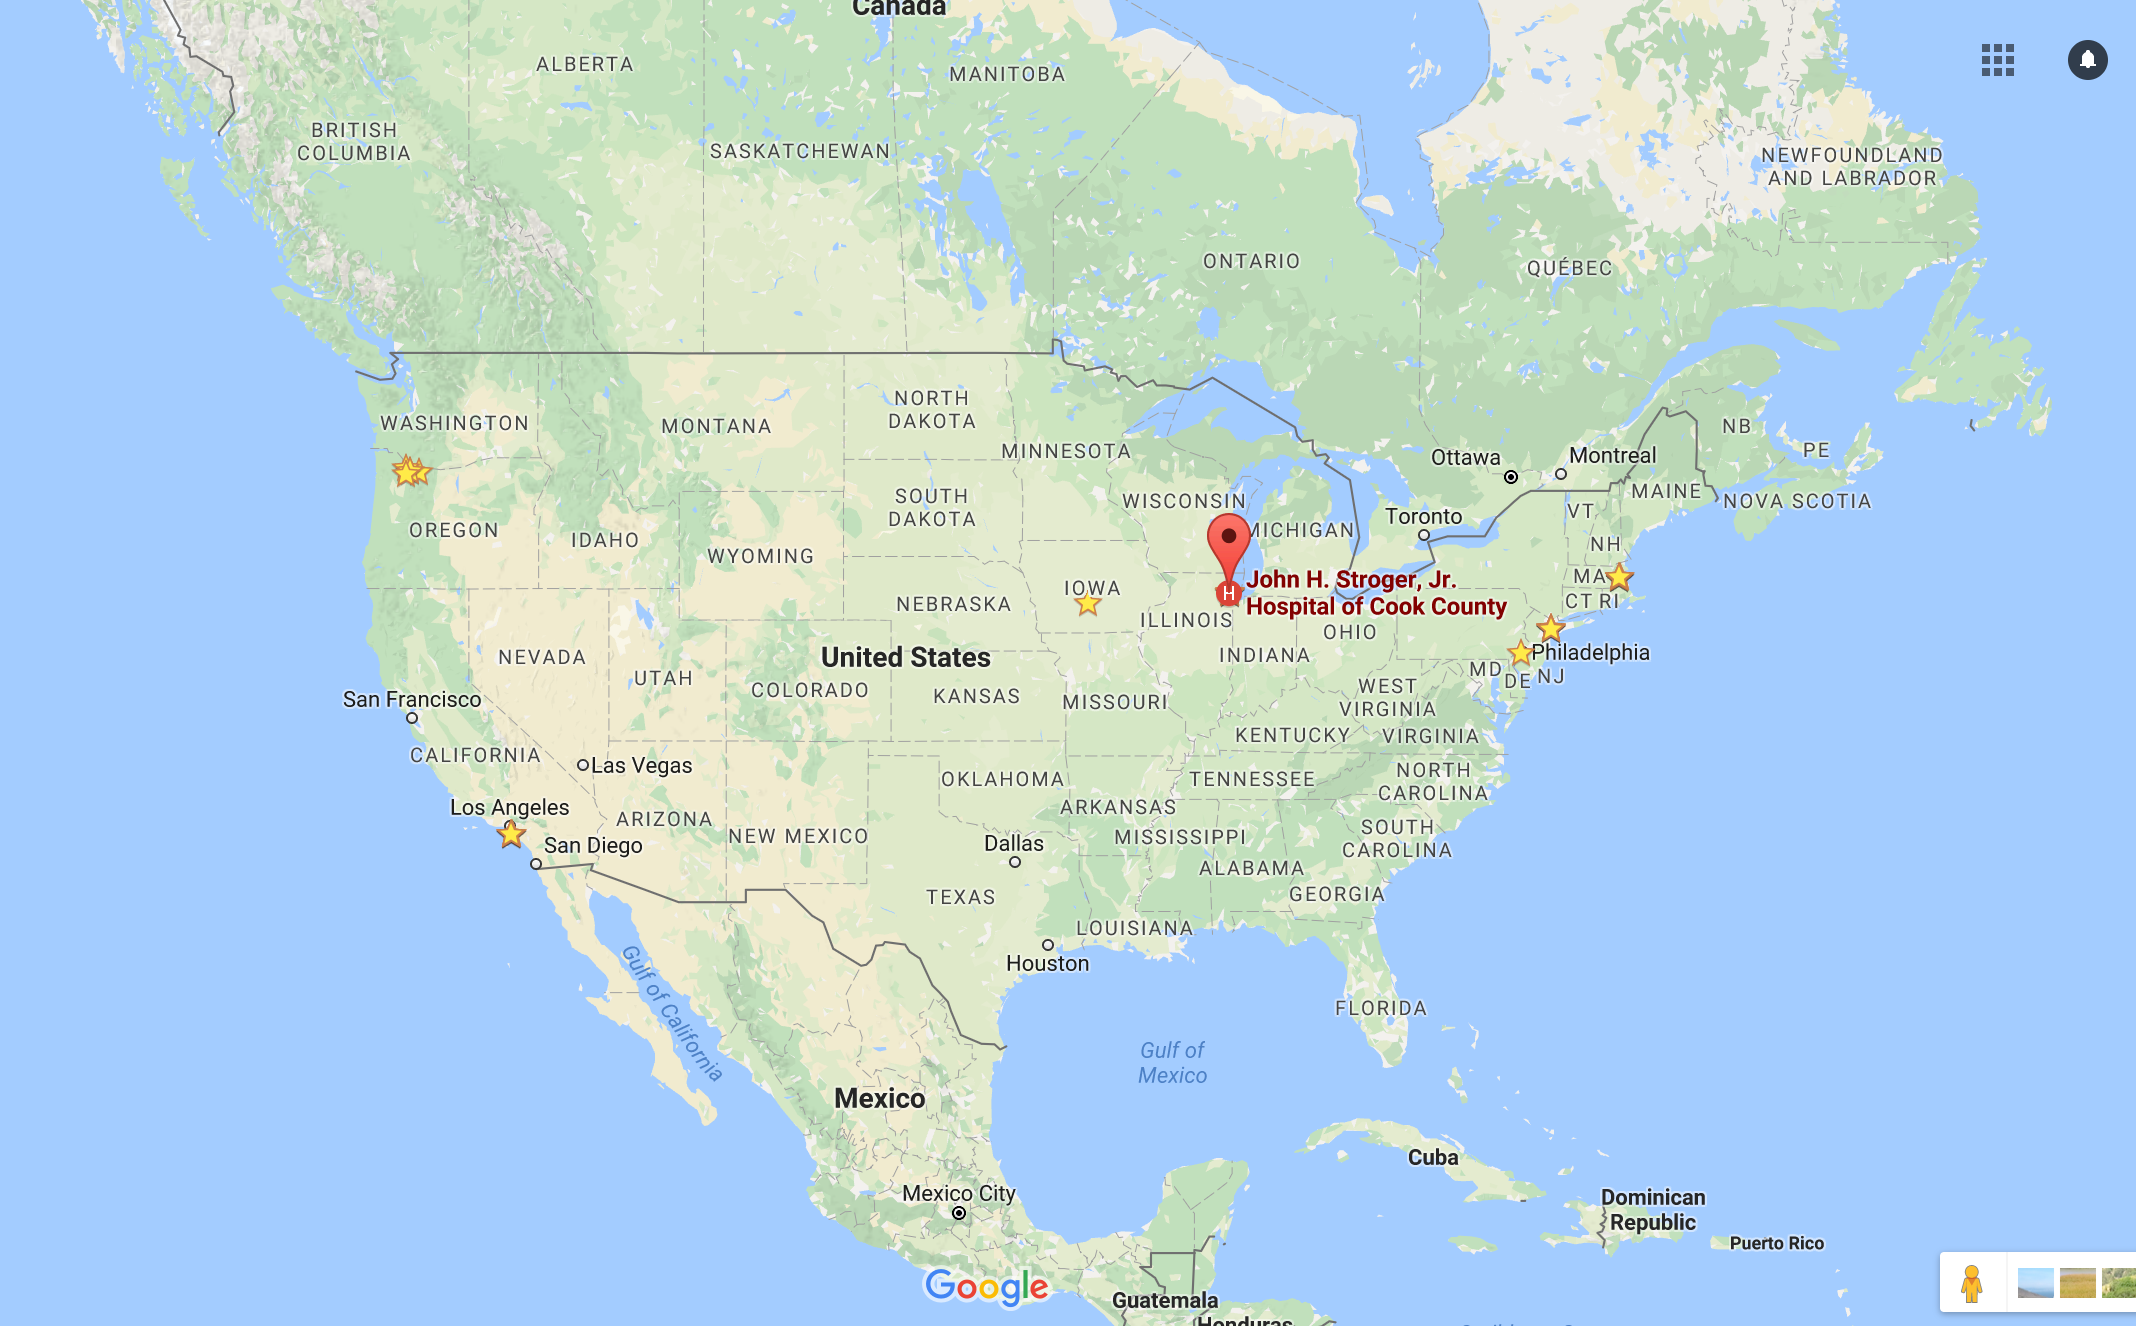 Canada
ALBERTA
MANITOBA
BRITISH
COLUMBIA
SASKATCHEWAN
NEWFOUNDLAND
AND LABRADOR
ONTARIO
QUÉBEC
NORTH
DAKOTA
WASHINGTON
MONTANA
NB
MINNESOTA
PE
Ottawa
Montreal
MAINE
NOVA SCOTIA
SOUTH
DAKOTA
WISCONSIN
VT
Toronto
OREGON
IDAHO
MICHIGAN
NH
WYOMING
MA
John H. Stroger, Jr.
Hospital of Cook County
IOWA
CT RI
NEBRASKA
ILLINOIS
OHIO
Philadelphia
United States
NEVADA
INDIANA
MD
DE
NJ
UTAH
COLORADO
KANSAS
MISSOURI
WEST
VIRGINIA
San Francisco
KENTUCKY
VIRGINIA
CALIFORNIA
Las Vegas
OKLAHOMA
TENNESSEE
NORTH
CAROLINA
Los Angeles
ARIZONA
ARKANSAS
NEW MEXICO
MISSISSIPPI
SOUTH
CAROLINA
San Diego
Dallas
ALABAMA
TEXAS
GEORGIA
LOUISIANA
Houston
Gulf of California
FLORIDA
Gulf of
Mexico
Mexico
Cuba
Mexico City
Dominican
Republic
Puerto Rico
Google
Guatemala
Honduras
H